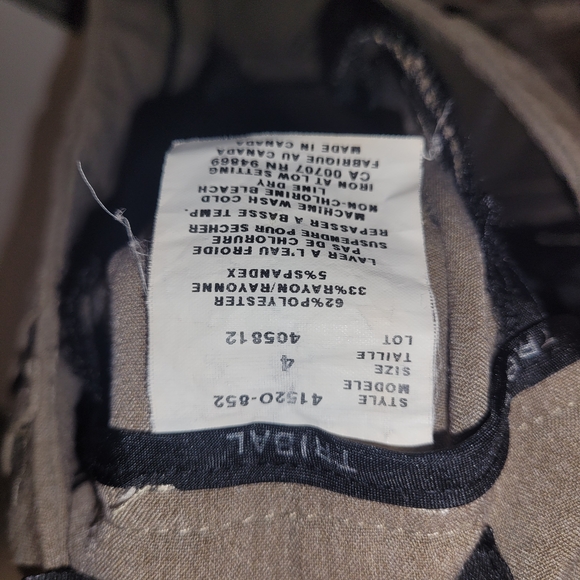 STYLE
MODELE 41520-852
SIZE
TAILLE 4
LOT 465812
62%POLYESTER
33%RAYON/RAYONNE
5%SPANDEX
LAVER A L'EAU FROIDE
PAS DE CHLORURE
SUSPENDRE POUR SECHER
REPASSER A BASSE TEMP.
MACHINE WASH COLD
NON-CHLORINE BLEACH
LINE DRY
IRON AT LOW SETTING
CA 00707 RN 94869
FABRIQUE AU CANADA
MADE IN CANADA
TRIBAL